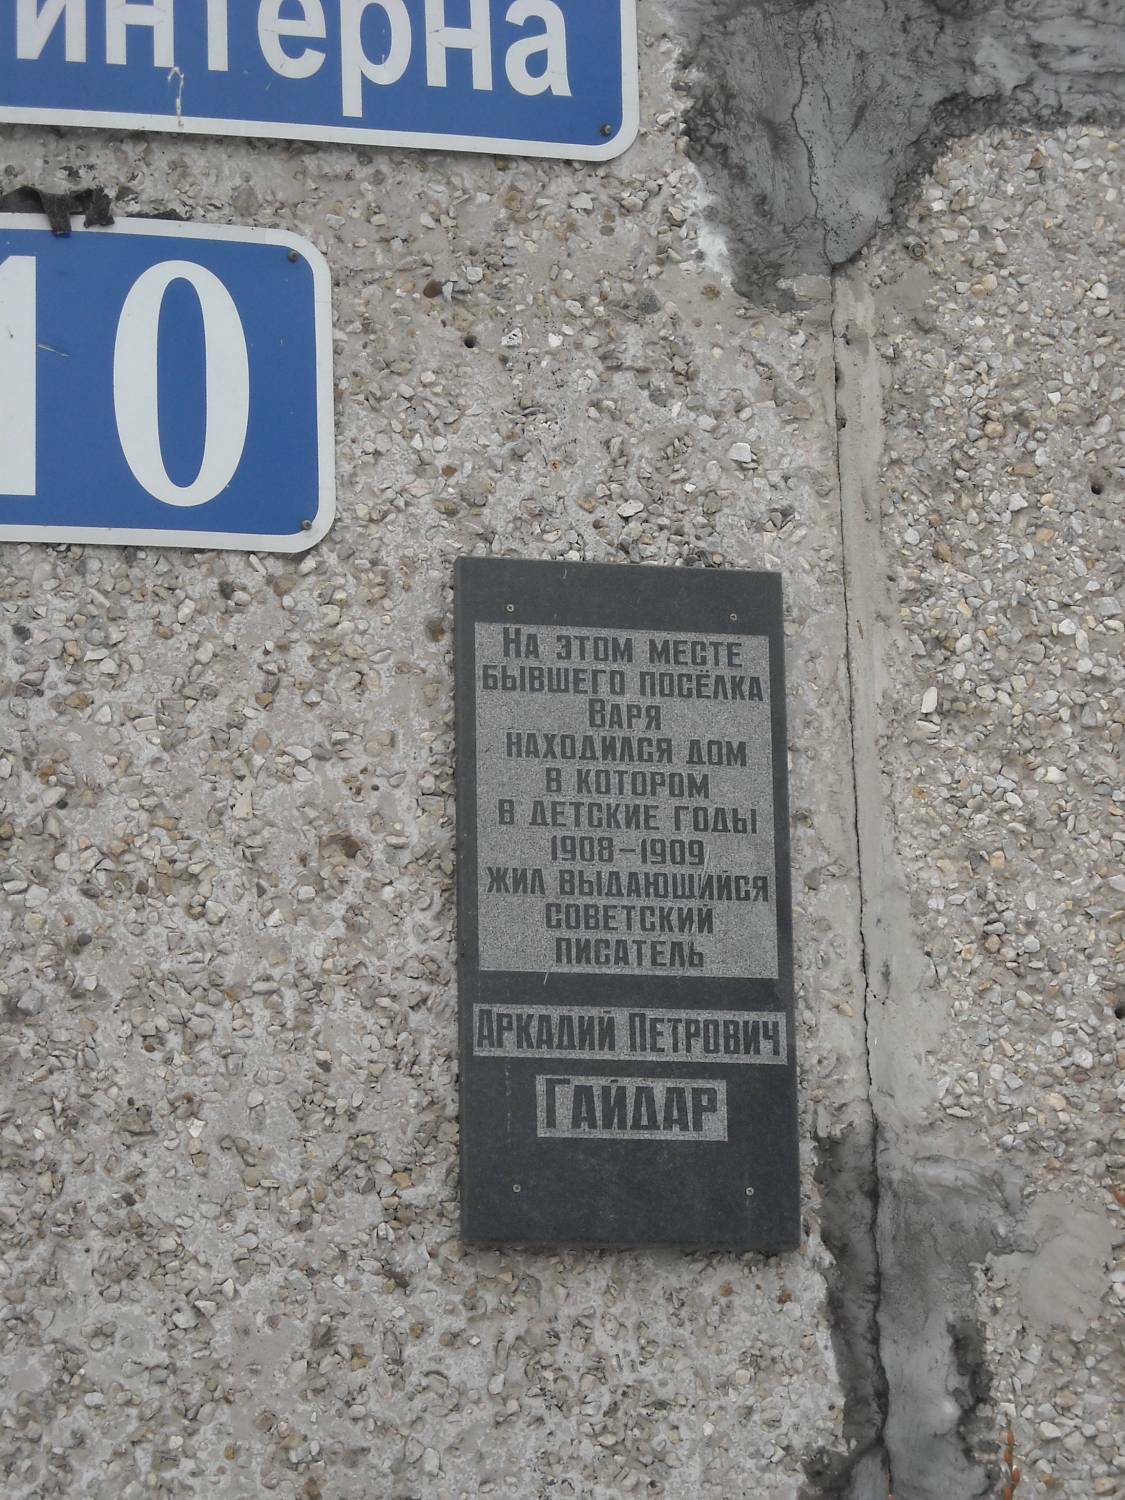 интерна
10
На этом месте
бывшего посёлка
Варя
находился дом
в котором
в детские годы
1908-1909
жил выдающийся
советский
писатель
Аркадий Петрович
Гайдар